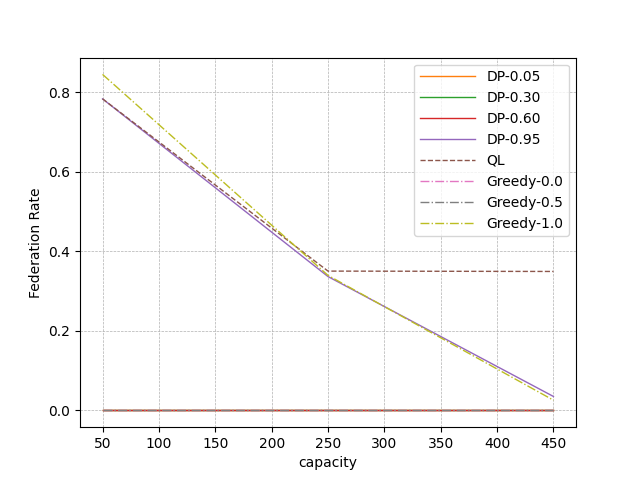 Federation Rate
0.8
0.6
0.4
0.2
0.0
50
100
150
200
250
300
350
400
450
capacity
DP-0.05
DP-0.30
DP-0.60
DP-0.95
QL
Greedy-0.0
Greedy-0.5
Greedy-1.0